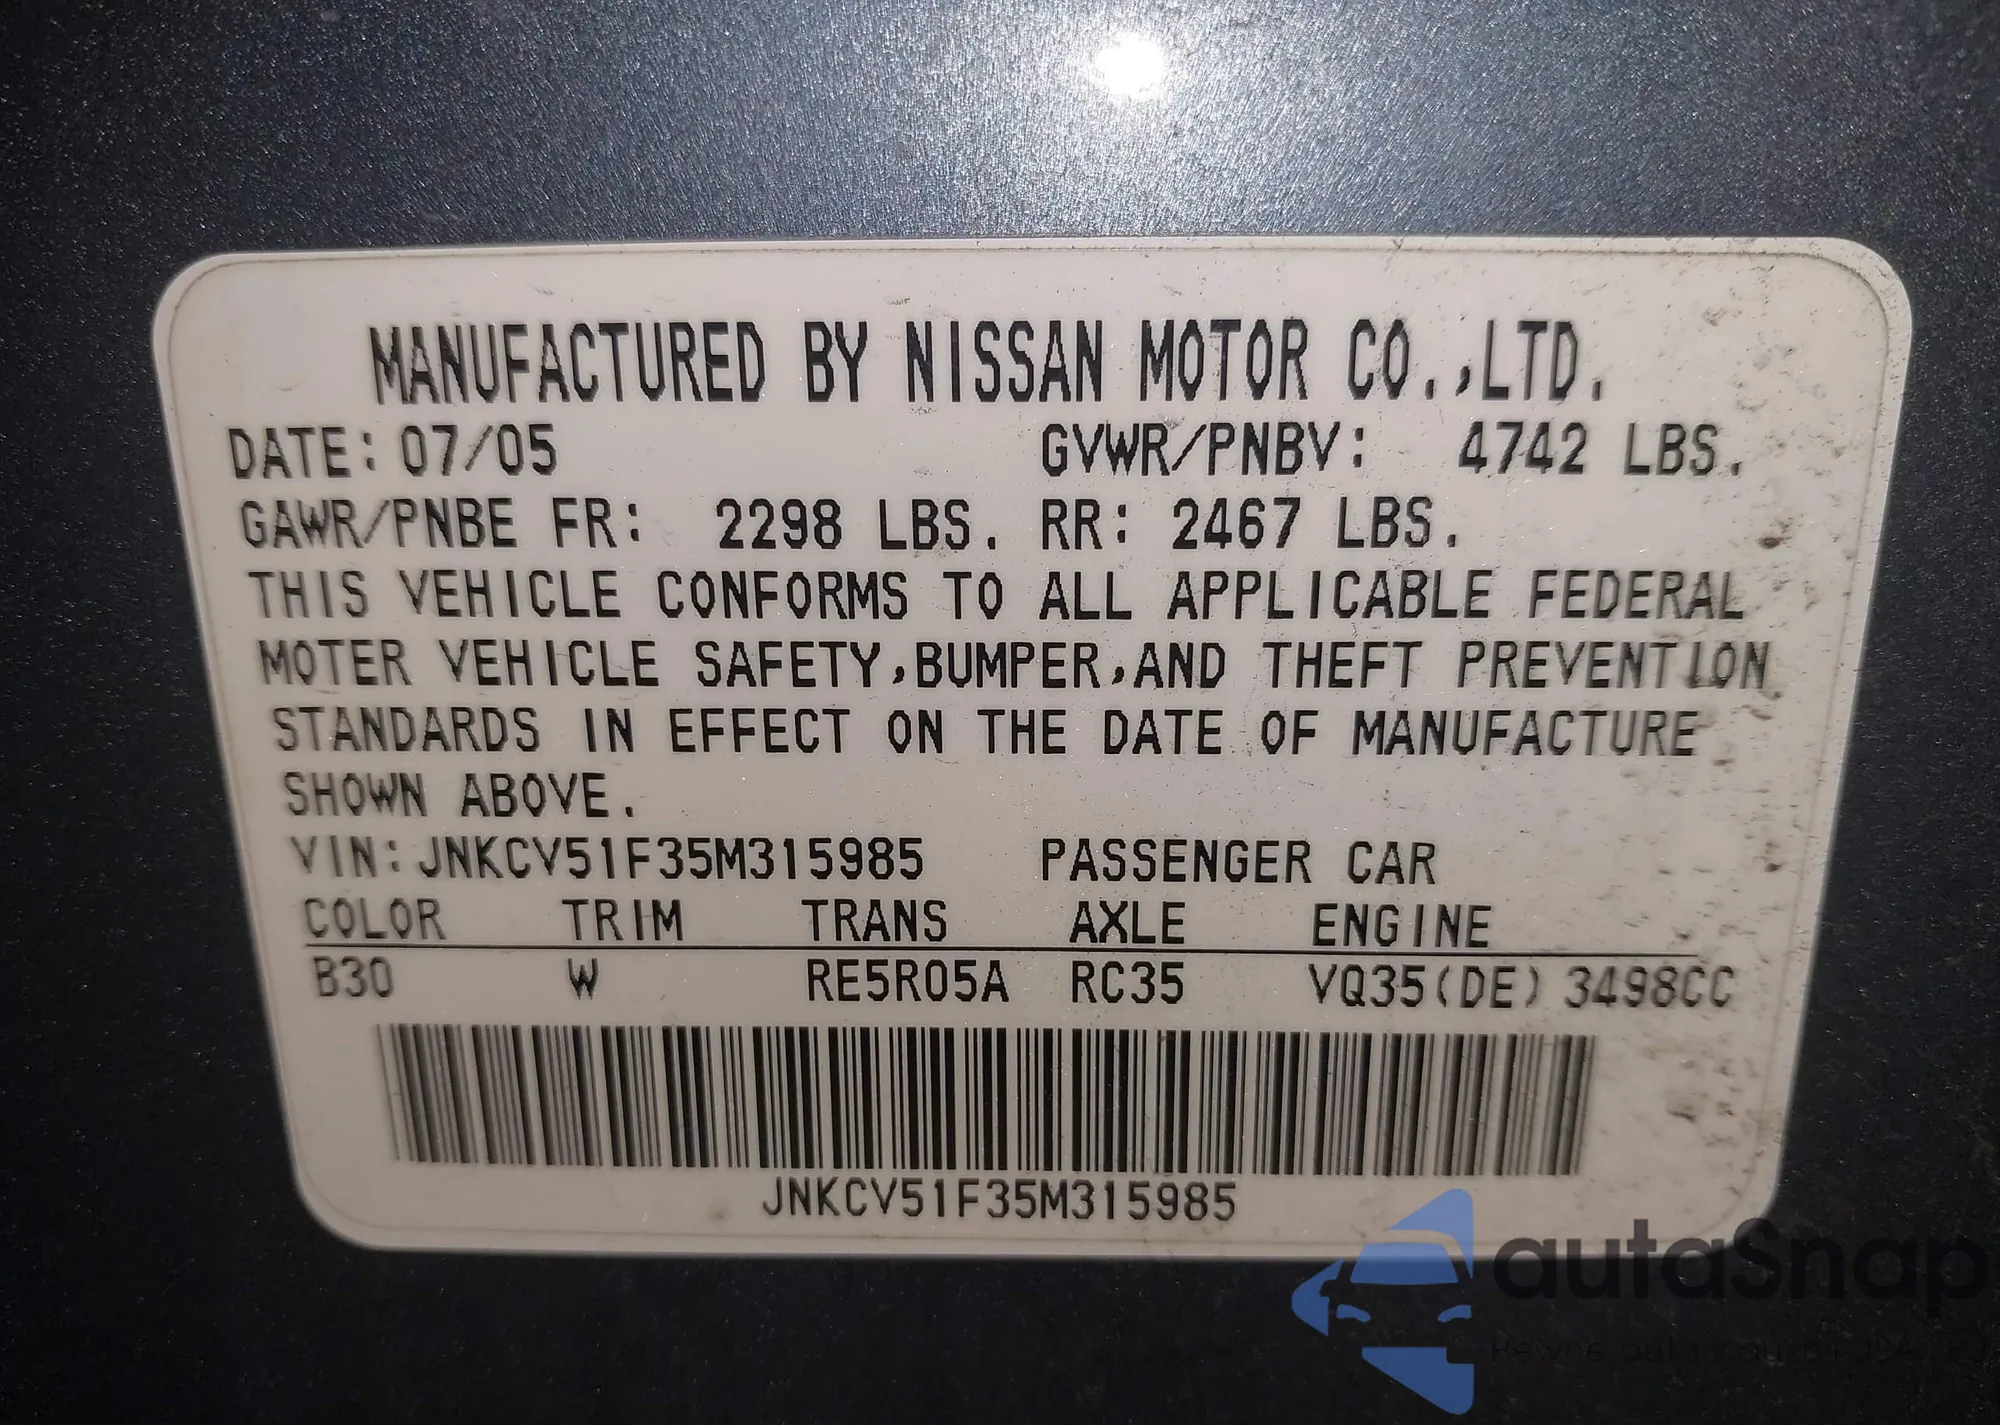 MANUFACTURED BY NISSAN MOTOR CO.,LTD.
DATE: 07/05 GVWR/PNBV: 4742 LBS.
GAWR/PNBE FR: 2298 LBS. RR: 2467 LBS.
THIS VEHICLE CONFORMS TO ALL APPLICABLE FEDERAL
MOTER VEHICLE SAFETY,BUMPER,AND THEFT PREVENTION
STANDARDS IN EFFECT ON THE DATE OF MANUFACTURE
SHOWN ABOVE.
VIN: JNKCV51F35M315985 PASSENGER CAR
COLOR TRIM TRANS AXLE ENGINE
B30 W RE5R05A RC35 VQ35(DE) 3498CC
JNKCV51F35M315985
autaSnap